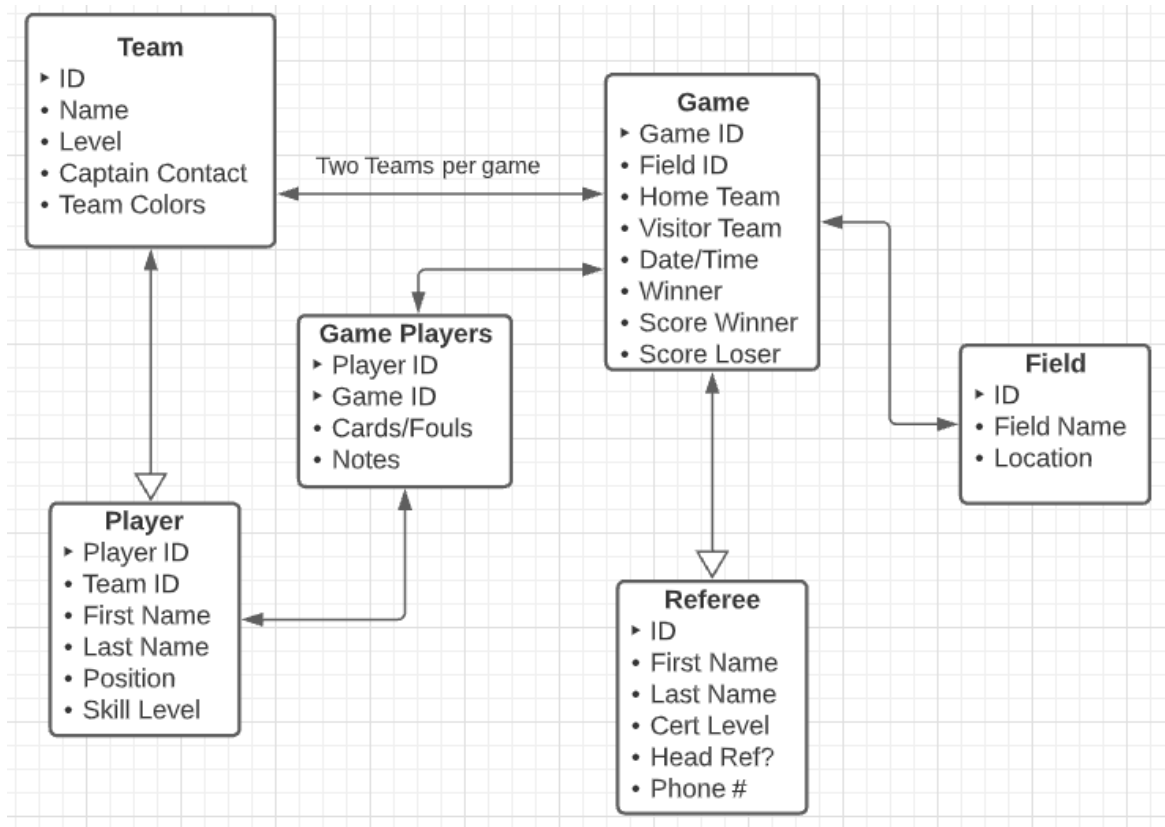 Team
ID
Name
Level
Captain Contact
Team Colors
Two Teams per game
Game
Game ID
Field ID
Home Team
Visitor Team
Date/Time
Winner
Score Winner
Score Loser
Game Players
Player ID
Game ID
Cards/Fouls
Notes
Field
ID
Field Name
Location
Player
Player ID
Team ID
First Name
Last Name
Position
Skill Level
Referee
ID
First Name
Last Name
Cert Level
Head Ref?
Phone #